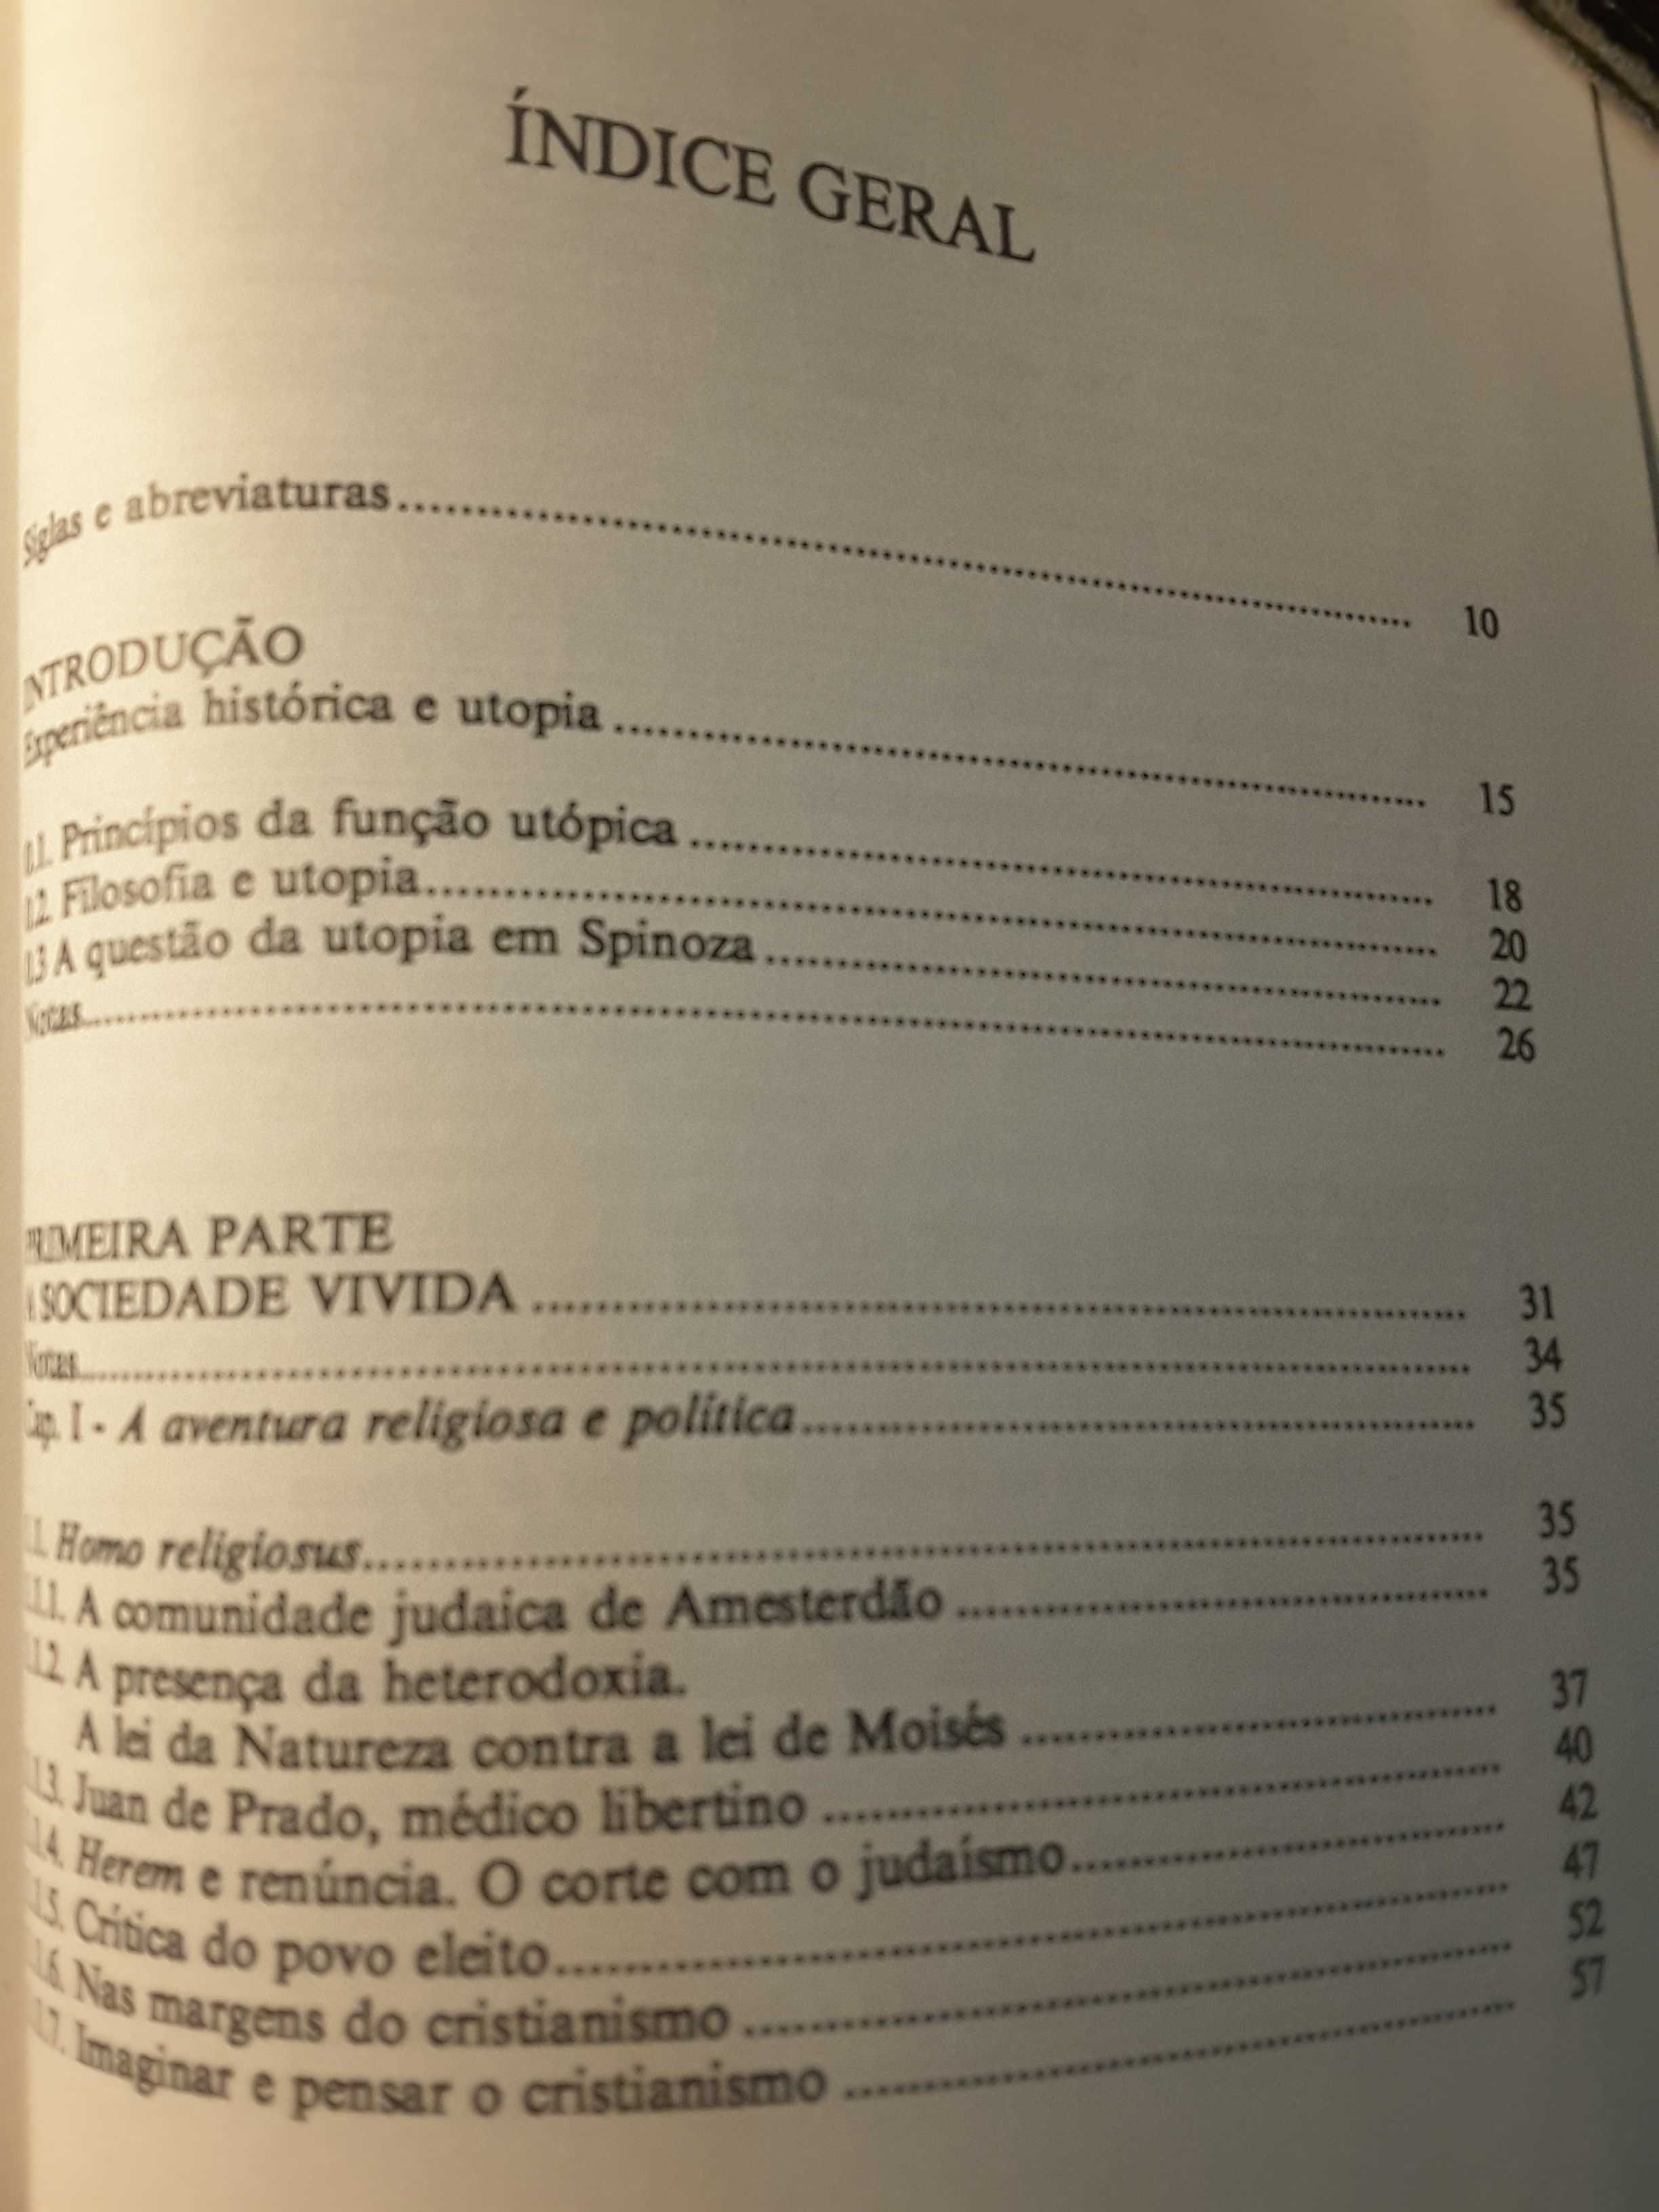 ÍNDICE GERAL
Siglas e abreviaturas.......... 10
INTRODUÇÃO
Experiência histórica e utopia.......... 15
1.1. Princípios da função utópica.......... 18
1.2. Filosofia e utopia.......... 20
1.3 A questão da utopia em Spinoza.......... 22
Notas.......... 26
PRIMEIRA PARTE
A SOCIEDADE VIVIDA.......... 31
Notas.......... 34
Cap. I - A aventura religiosa e política.......... 35
1.1. Homo religiosus.......... 35
1.1.1. A comunidade judaica de Amesterdão.......... 35
1.1.2. A presença da heterodoxia.
A lei da Natureza contra a lei de Moisés.......... 37
1.1.3. Juan de Prado, médico libertino.......... 40
1.1.4. Herem e renúncia. O corte com o judaísmo.......... 42
1.1.5. Crítica do povo eleito.......... 47
1.1.6. Nas margens do cristianismo.......... 52
1.1.7. Imaginar e pensar o cristianismo.......... 57